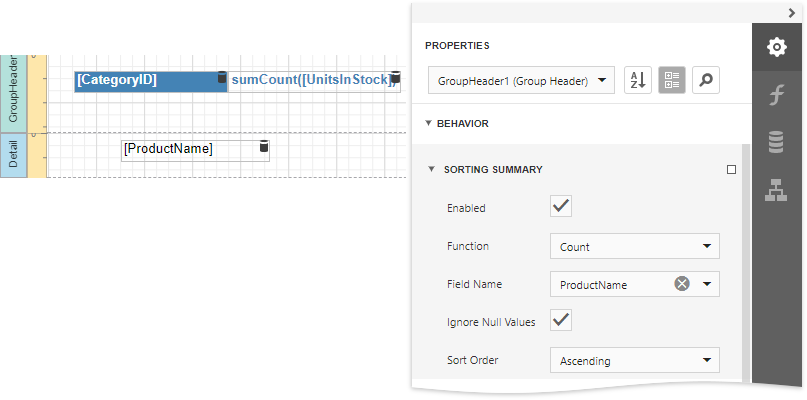 GroupHeader
[CategoryID]
sumCount([UnitsInStock])
Detail
[ProductName]
PROPERTIES
GroupHeader1 (Group Header)
A
Z
BEHAVIOR
SORTING SUMMARY
Enabled
Function
Count
Field Name
ProductName
Ignore Null Values
Sort Order
Ascending